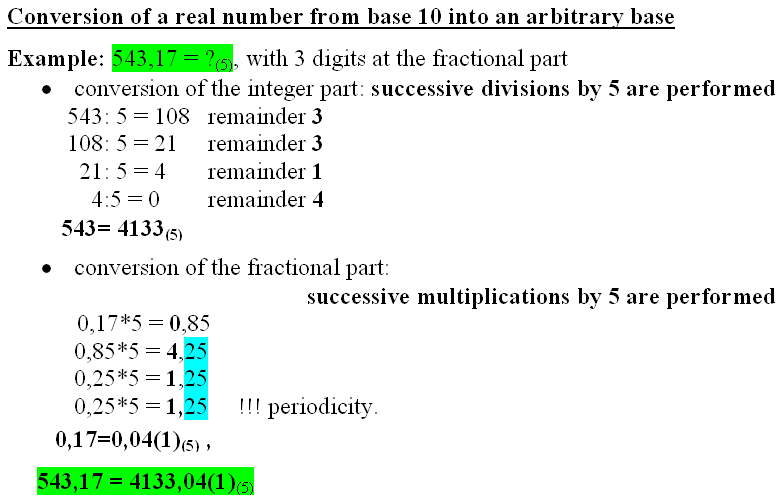 Conversion of a real number from base 10 into an arbitrary base
Example: 543,17 = ?(5), with 3 digits at the fractional part
• conversion of the integer part: successive divisions by 5 are performed
543: 5 = 108 remainder 3
108: 5 = 21 remainder 3
21: 5 = 4 remainder 1
4:5 = 0 remainder 4
543= 4133(5)
• conversion of the fractional part:
successive multiplications by 5 are performed
0,17*5 = 0,85
0,85*5 = 4,25
0,25*5 = 1,25
0,25*5 = 1,25 !!! periodicity.
0,17=0,04(1)(5) ,
543,17 = 4133,04(1)(5)